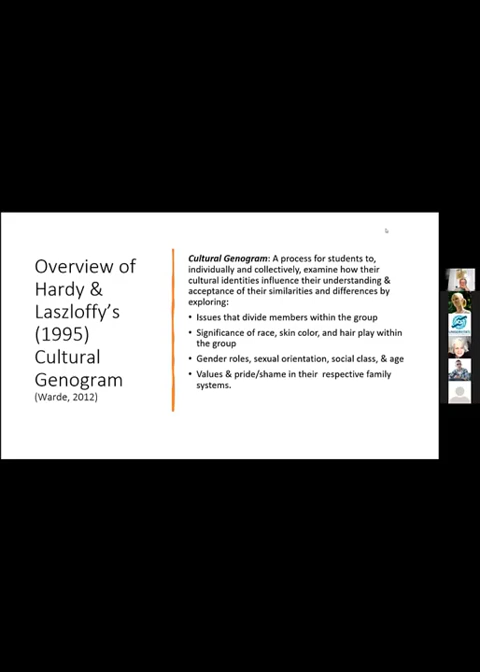 Overview of
Hardy &
Laszloffy's
(1995)
Cultural
Genogram
(Warde, 2012)
Cultural Genogram: A process for students to,
individually and collectively, examine how their
cultural identities influence their understanding &
acceptance of their similarities and differences by
exploring:
• Issues that divide members within the group
• Significance of race, skin color, and hair play within
the group
• Gender roles, sexual orientation, social class, & age
• Values & pride/shame in their respective family
systems.